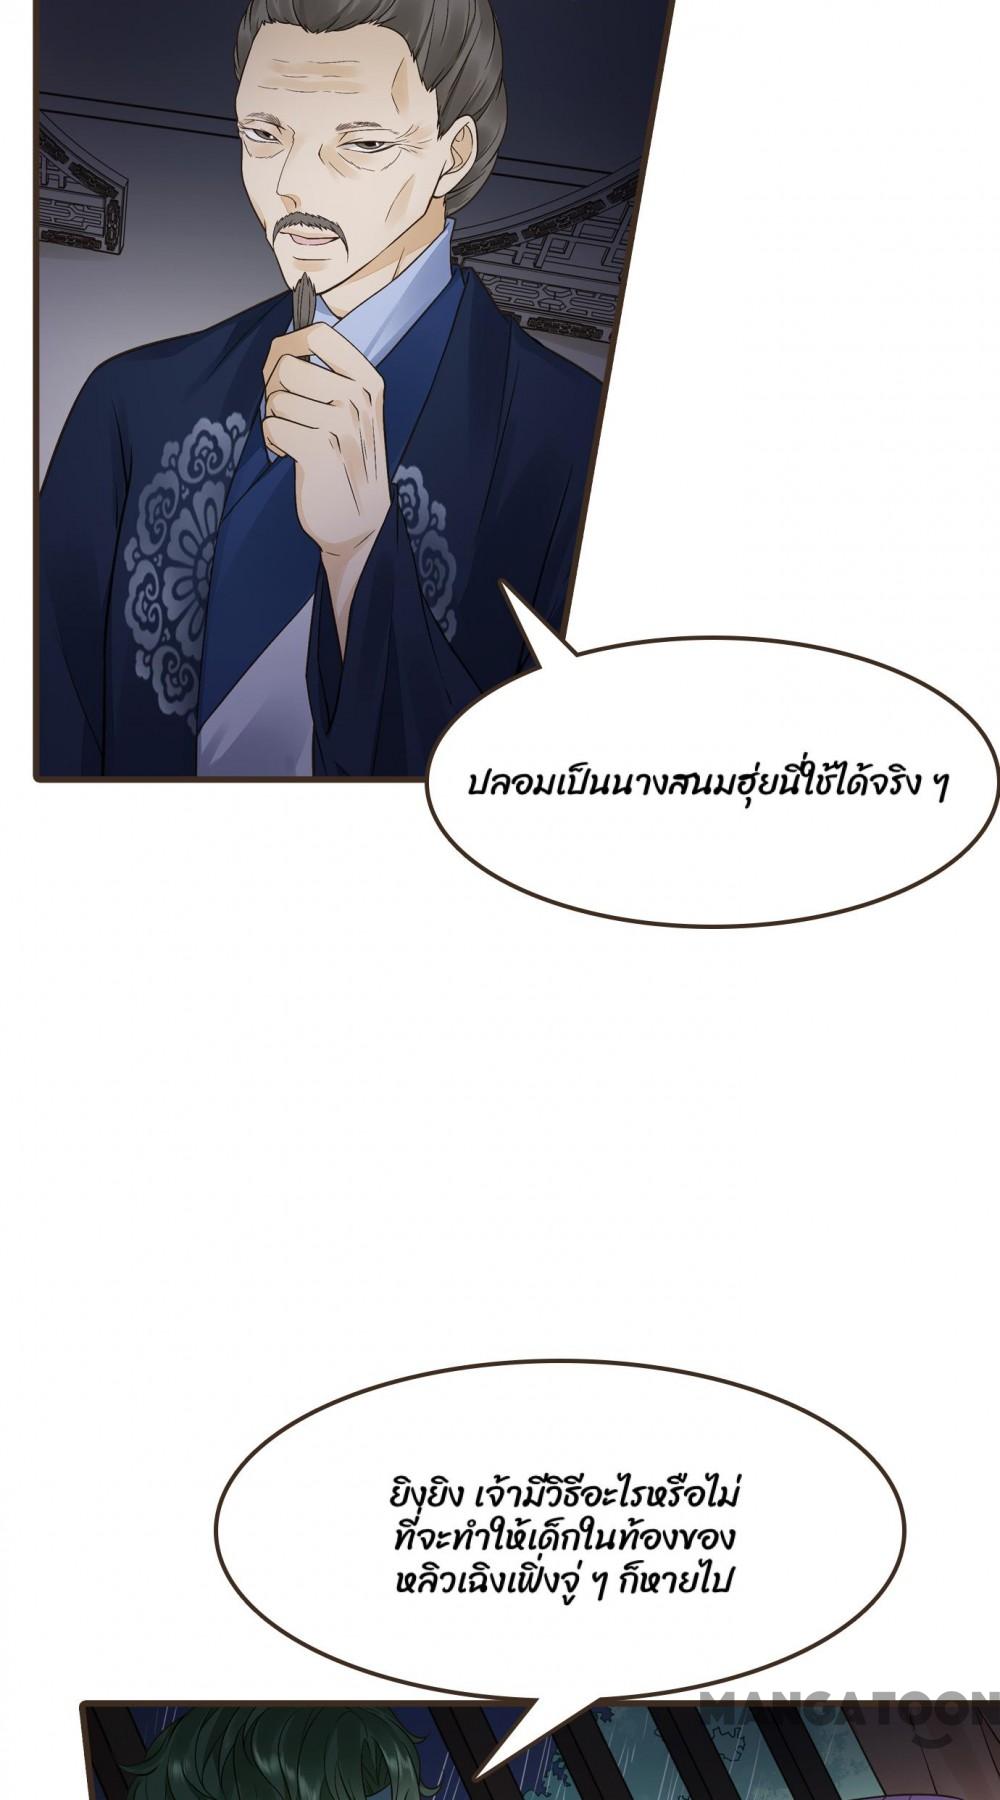 ปลอมเป็นนางสนมฮุ่ยนี่ใช้ได้จริง ๆ
ยิงยิง เจ้ามีวิธีอะไรหรือไม่
ที่จะทำให้เด็กในท้องของ
หลิวเฉิงเฟิ่งจู่ ๆ ก็หายไป
MANGATOON